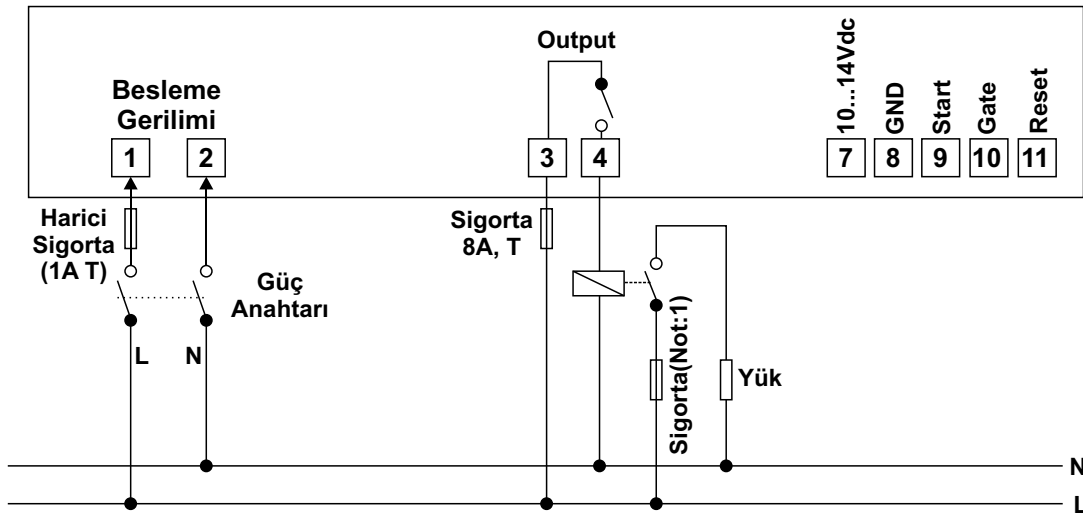 Output
Besleme
Gerilimi
10...14Vdc
GND
Start
Gate
Reset
1
2
3
4
7
8
9
10
11
Harici
Sigorta
(1A T)
Sigorta
8A, T
Güç
Anahtarı
L
N
Sigorta(Not:1)
Yük
N
L